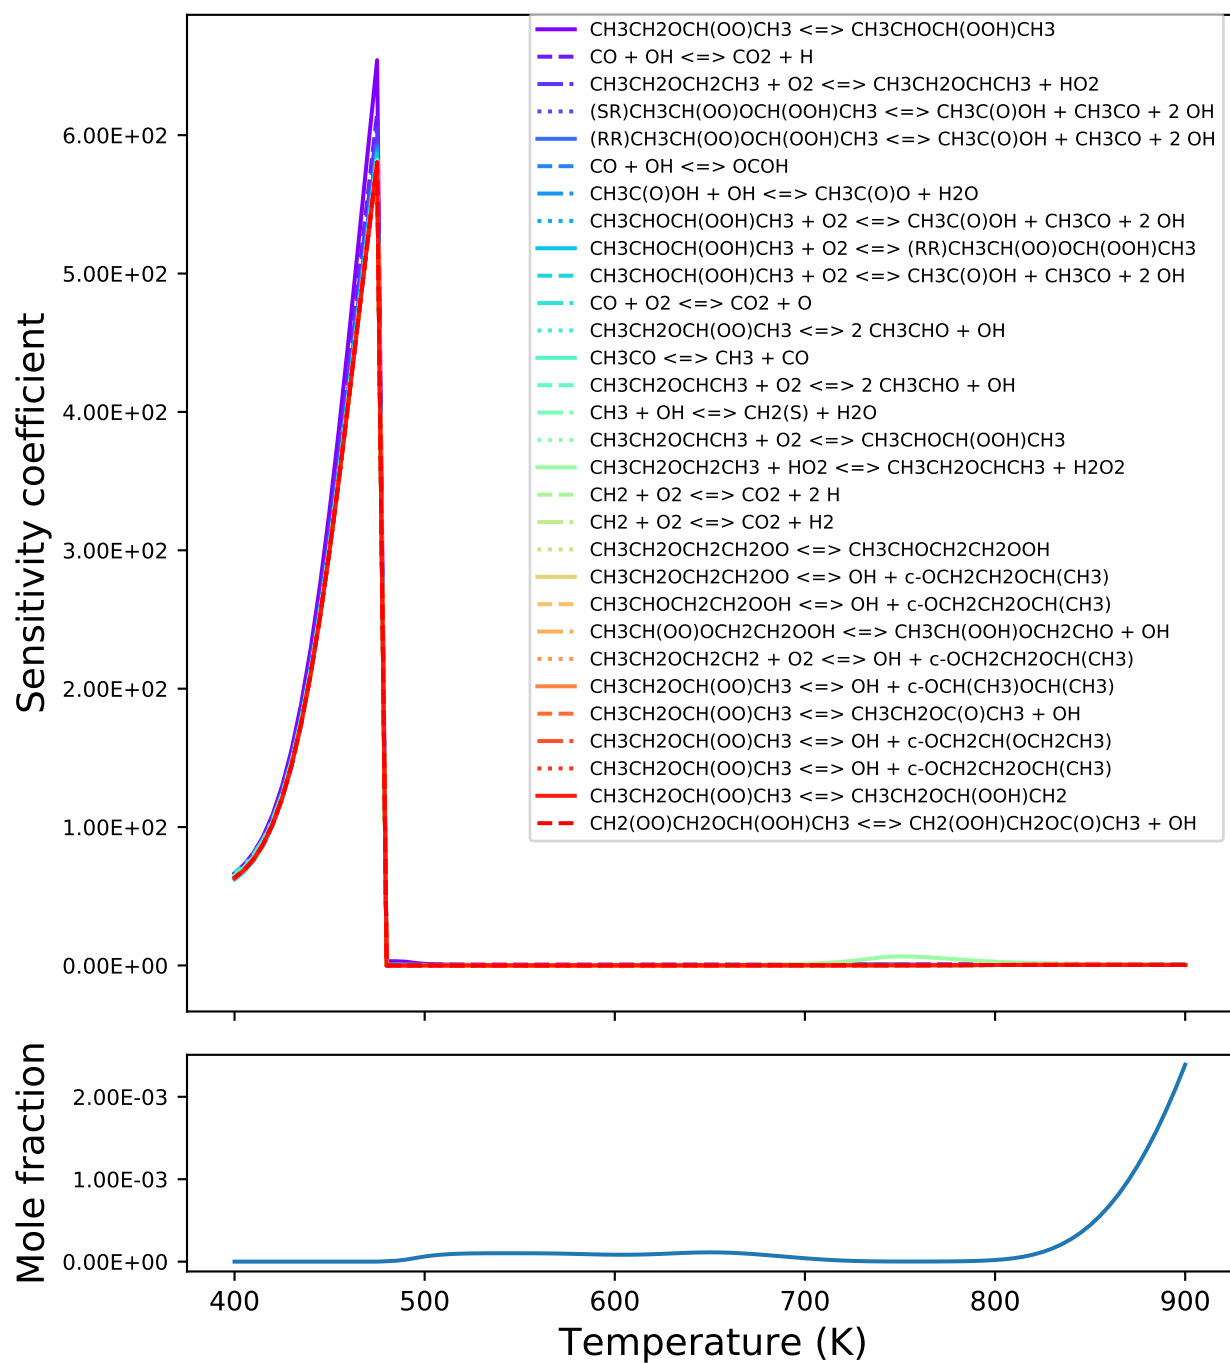 CH3CH2OCH(OO)CH3 <=> CH3CHOCH(OOH)CH3
CO + OH <=> CO2 + H
CH3CH2OCH2CH3 + O2 <=> CH3CH2OCHCH3 + HO2
(SR)CH3CH(OO)OCH(OOH)CH3 <=> CH3C(O)OH + CH3CO + 2 OH
(RR)CH3CH(OO)OCH(OOH)CH3 <=> CH3C(O)OH + CH3CO + 2 OH
CO + OH <=> OCOH
CH3C(O)OH + OH <=> CH3C(O)O + H2O
CH3CHOCH(OOH)CH3 + O2 <=> CH3C(O)OH + CH3CO + 2 OH
CH3CHOCH(OOH)CH3 + O2 <=> (RR)CH3CH(OO)OCH(OOH)CH3
CH3CHOCH(OOH)CH3 + O2 <=> CH3C(O)OH + CH3CO + 2 OH
CO + O2 <=> CO2 + O
CH3CH2OCH(OO)CH3 <=> 2 CH3CHO + OH
CH3CO <=> CH3 + CO
CH3CH2OCHCH3 + O2 <=> 2 CH3CHO + OH
CH3 + OH <=> CH2(S) + H2O
CH3CH2OCHCH3 + O2 <=> CH3CHOCH(OOH)CH3
CH3CH2OCH2CH3 + HO2 <=> CH3CH2OCHCH3 + H2O2
CH2 + O2 <=> CO2 + 2 H
CH2 + O2 <=> CO2 + H2
CH3CH2OCH2CH2OO <=> CH3CHOCH2CH2OOH
CH3CH2OCH2CH2OO <=> OH + c-OCH2CH2OCH(CH3)
CH3CHOCH2CH2OOH <=> OH + c-OCH2CH2OCH(CH3)
CH3CH(OO)OCH2CH2OOH <=> CH3CH(OOH)OCH2CHO + OH
CH3CH2OCH2CH2 + O2 <=> OH + c-OCH2CH2OCH(CH3)
CH3CH2OCH(OO)CH3 <=> OH + c-OCH(CH3)OCH(CH3)
CH3CH2OCH(OO)CH3 <=> CH3CH2OC(O)CH3 + OH
CH3CH2OCH(OO)CH3 <=> OH + c-OCH2CH(OCH2CH3)
CH3CH2OCH(OO)CH3 <=> OH + c-OCH2CH2OCH(CH3)
CH3CH2OCH(OO)CH3 <=> CH3CH2OCH(OOH)CH2
CH2(OO)CH2OCH(OOH)CH3 <=> CH2(OOH)CH2OC(O)CH3 + OH
6.00E+02
5.00E+02
4.00E+02
3.00E+02
2.00E+02
1.00E+02
0.00E+00
Sensitivity coefficient
2.00E-03
1.00E-03
0.00E+00
Mole fraction
400 500 600 700 800 900
Temperature (K)